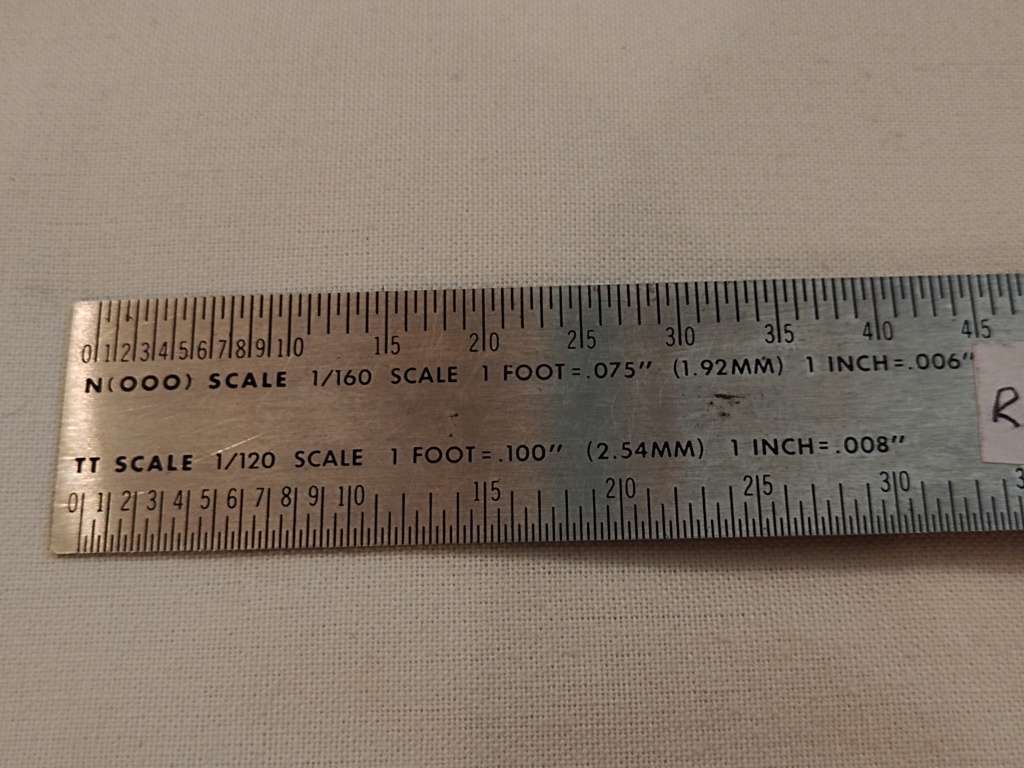 0 1 2 3 4 5 6 7 8 9 10 15 20 25 30 35 40 45
N(OOO) SCALE 1/160 SCALE 1 FOOT=.075" (1.92MM) 1 INCH=.006"
R
TT SCALE 1/120 SCALE 1 FOOT=.100" (2.54MM) 1 INCH=.008"
0 1 2 3 4 5 6 7 8 9 10 15 20 25 30 3